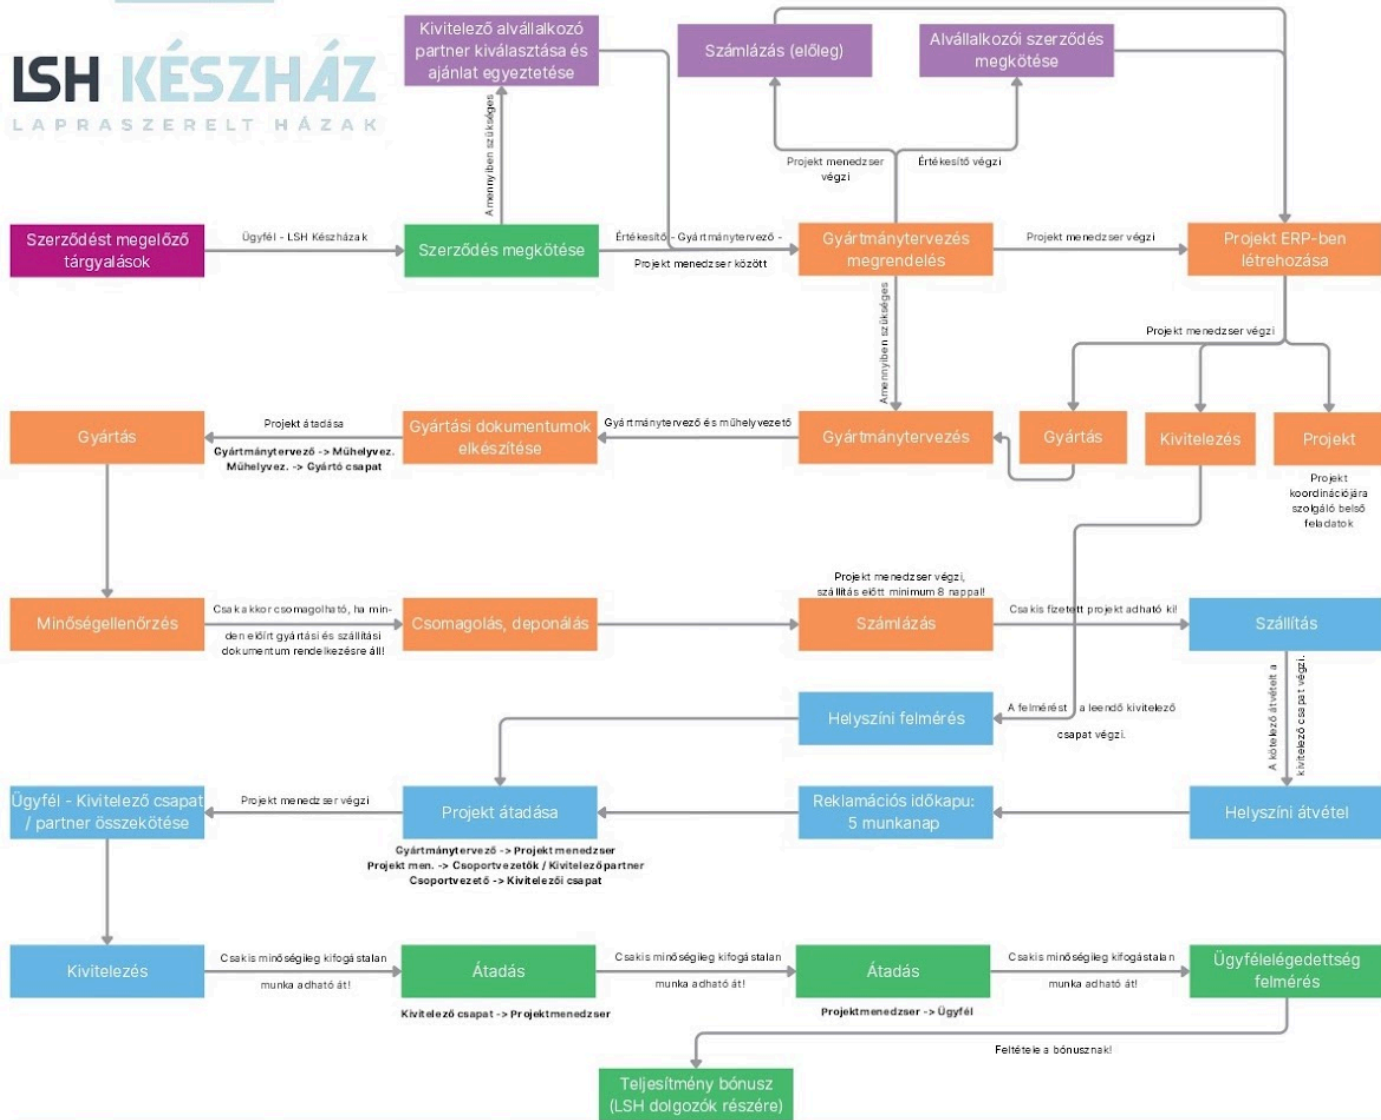 LSH KÉSZHÁZ
LAPRASZERELT HÁZAK
Kivitelező alvállalkozó
partner kiválasztása és
ajánlat egyeztetése
Számlázás (előleg)
Alvállalkozói szerződés
megkötése
Amennyiben szükséges
Projekt menedzser
végzi
Értékesítő végzi
Szerződést megelőző
tárgyalások
Ügyfél - LSH Készházak
Szerződés megkötése
Értékesítő - Gyártmánytervező -
Projekt menedzser között
Gyártmánytervezés
megrendelés
Projekt menedzser végzi
Projekt ERP-ben
létrehozása
Amennyiben szükséges
Projekt menedzser végzi
Gyártás
Projekt átadása
Gyártmánytervező -> Műhelyvez.
Műhelyvez. -> Gyártó csapat
Gyártási dokumentumok
elkészítése
Gyártmánytervező és műhelyvezető
Gyártmánytervezés
Gyártás
Kivitelezés
Projekt
Projekt
koordinációjára
szolgáló belső
feladatok
Minőségellenőrzés
Csak akkor csomagolható, ha min-
den előírt gyártási és szállítási
dokumentum rendelkezésre áll!
Csomagolás, deponálás
Projekt menedzser végzi,
szállítás előtt minimum 8 nappal!
Számlázás
Csakis fizetett projekt adható ki!
Szállítás
A kötelező átvételt a
kivitelező csapat végzi.
Helyszíni felmérés
A felmérést a leendő kivitelező
csapat végzi.
Ügyfél - Kivitelező csapat
/ partner összekötése
Projekt menedzser végzi
Projekt átadása
Gyártmánytervező -> Projekt menedzser
Projekt men. -> Csoportvezetők / Kivitelezőpartner
Csoportvezető -> Kivitelezői csapat
Reklamációs időkapu:
5 munkanap
Helyszíni átvétel
Kivitelezés
Csakis minőségileg kifogástalan
munka adható át!
Átadás
Kivitelező csapat -> Projektmenedzser
Csakis minőségileg kifogástalan
munka adható át!
Átadás
Projektmenedzser -> Ügyfél
Csakis minőségileg kifogástalan
munka adható át!
Ügyfélelégedettség
felmérés
Feltétele a bónusznak!
Teljesítmény bónusz
(LSH dolgozók részére)